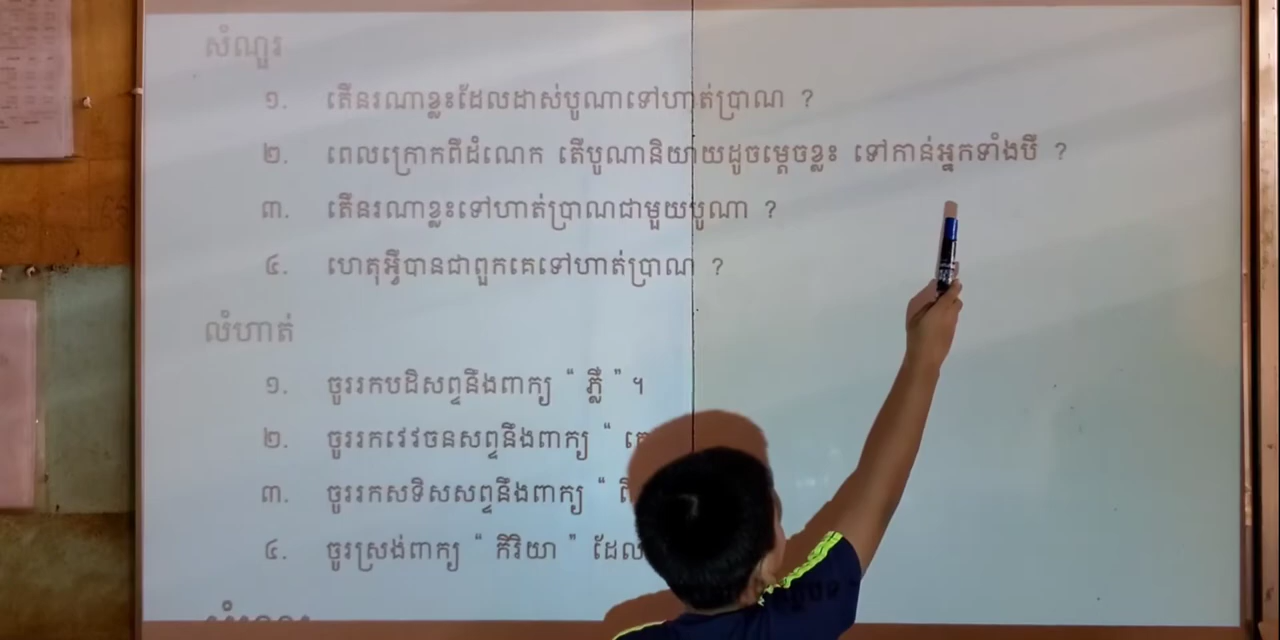 សំណួរ
១. តើនរណាខ្លះដែលដាស់បូណាទៅហាត់ប្រាណ ?
២. ពេលក្រោកពីដំណេក តើបូណានិយាយដូចម្ដេចខ្លះ ទៅកាន់អ្នកទាំងបី ?
៣. តើនរណាខ្លះទៅហាត់ប្រាណជាមួយបូណា ?
៤. ហេតុអ្វីបានជាពួកគេទៅហាត់ប្រាណ ?
លំហាត់
១. ចូររកបដិសព្ទនឹងពាក្យ “ ភ្លឺ ” ។
២. ចូររកវេវចនសព្ទនឹងពាក្យ “
៣. ចូររកសទិសសព្ទនឹងពាក្យ “
៤. ចូរស្រង់ពាក្យ “ កិរិយា ” ដែល